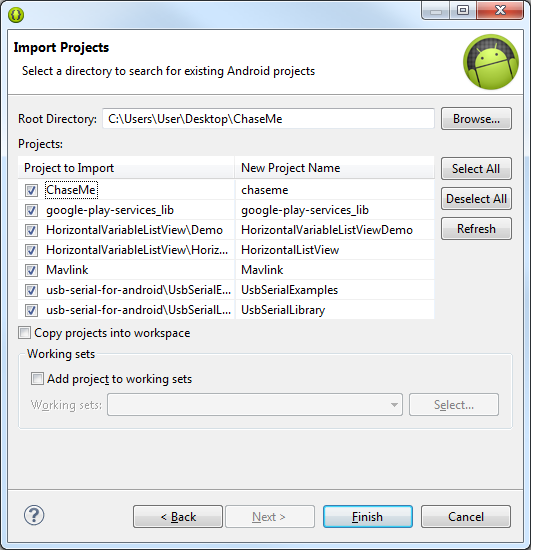 Import Projects
Select a directory to search for existing Android projects
Root Directory: C:\Users\User\Desktop\ChaseMe Browse...
Projects:
Project to Import New Project Name Select All
ChaseMe chaseme Deselect All
google-play-services_lib google-play-services_lib
HorizontalVariableListView\Demo HorizontalVariableListViewDemo Refresh
HorizontalVariableListView\Horiz... HorizontalListView
Mavlink Mavlink
usb-serial-for-android\UsbSerialE... UsbSerialExamples
usb-serial-for-android\UsbSerialL... UsbSerialLibrary
Copy projects into workspace
Working sets
Add project to working sets
Working sets: Select...
? < Back Next > Finish Cancel